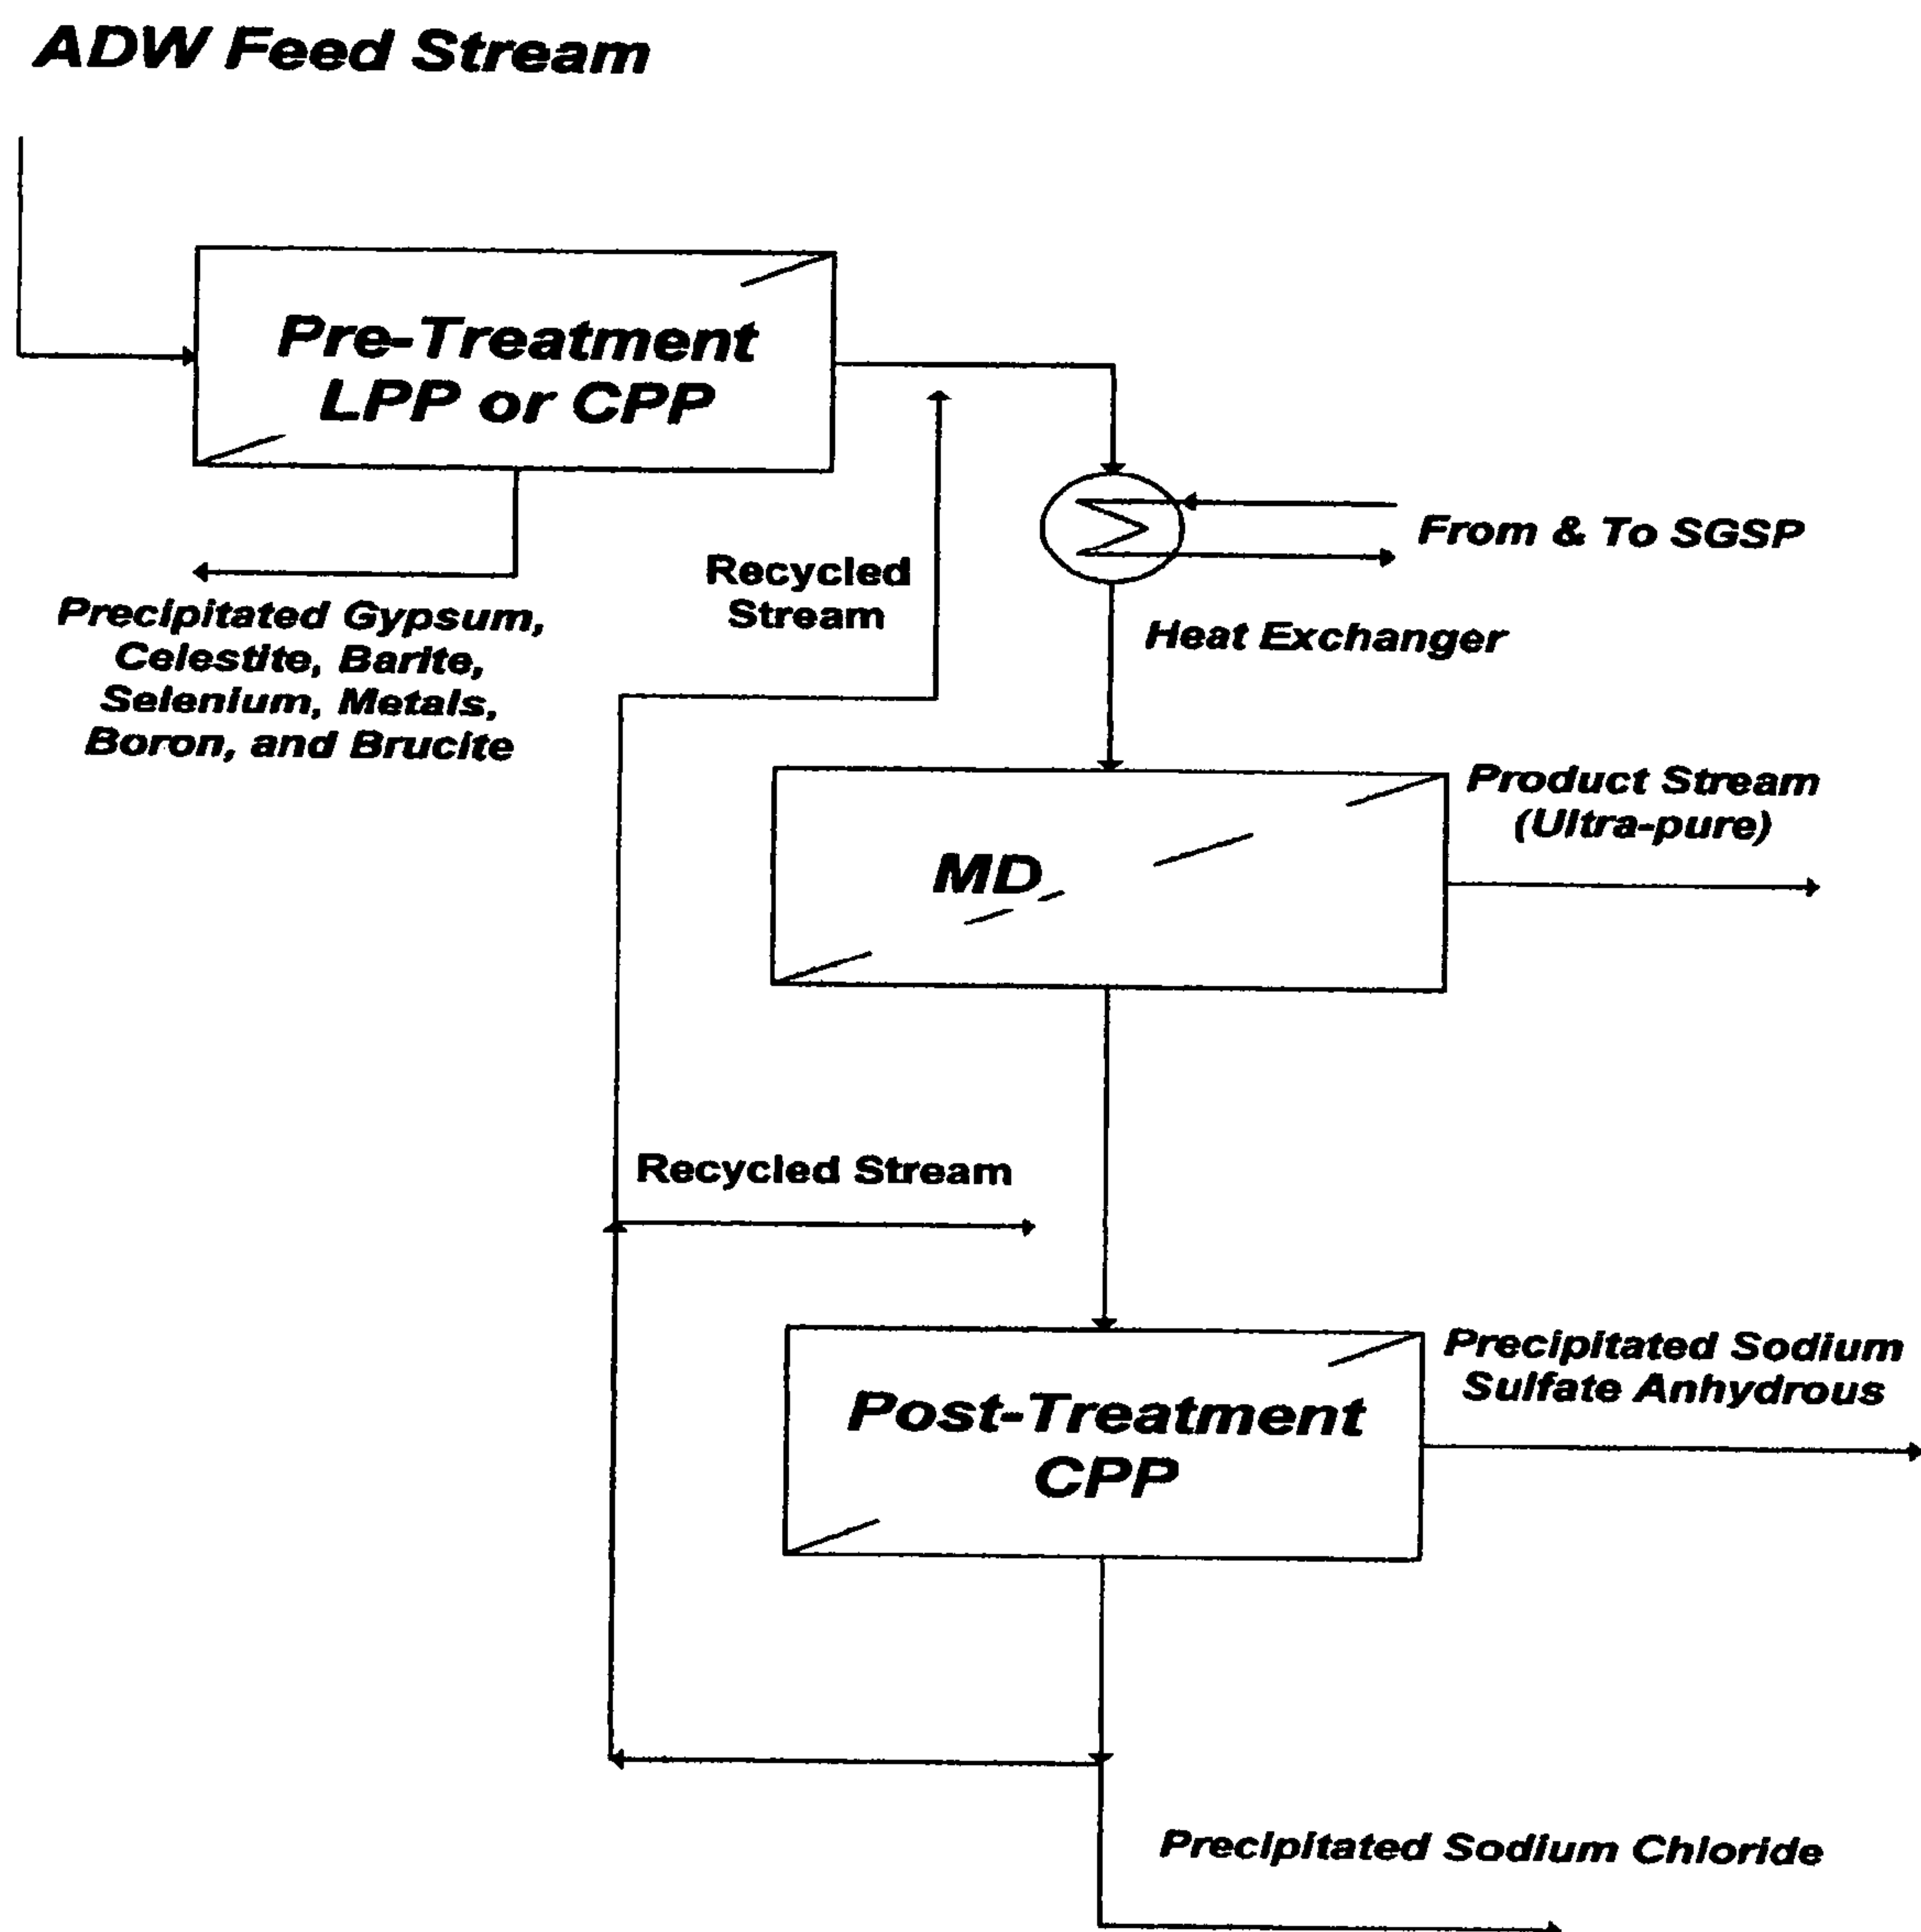 ADW Feed Stream
Pre-Treatment
LPP or CPP
From & To SGSP
Recycled
Stream
Heat Exchanger
Precipitated Gypsum,
Celestite, Barite,
Selenium, Metals,
Boron, and Brucite
Product Stream
(Ultra-pure)
MD
Recycled Stream
Precipitated Sodium
Sulfate Anhydrous
Post-Treatment
CPP
Precipitated Sodium Chloride